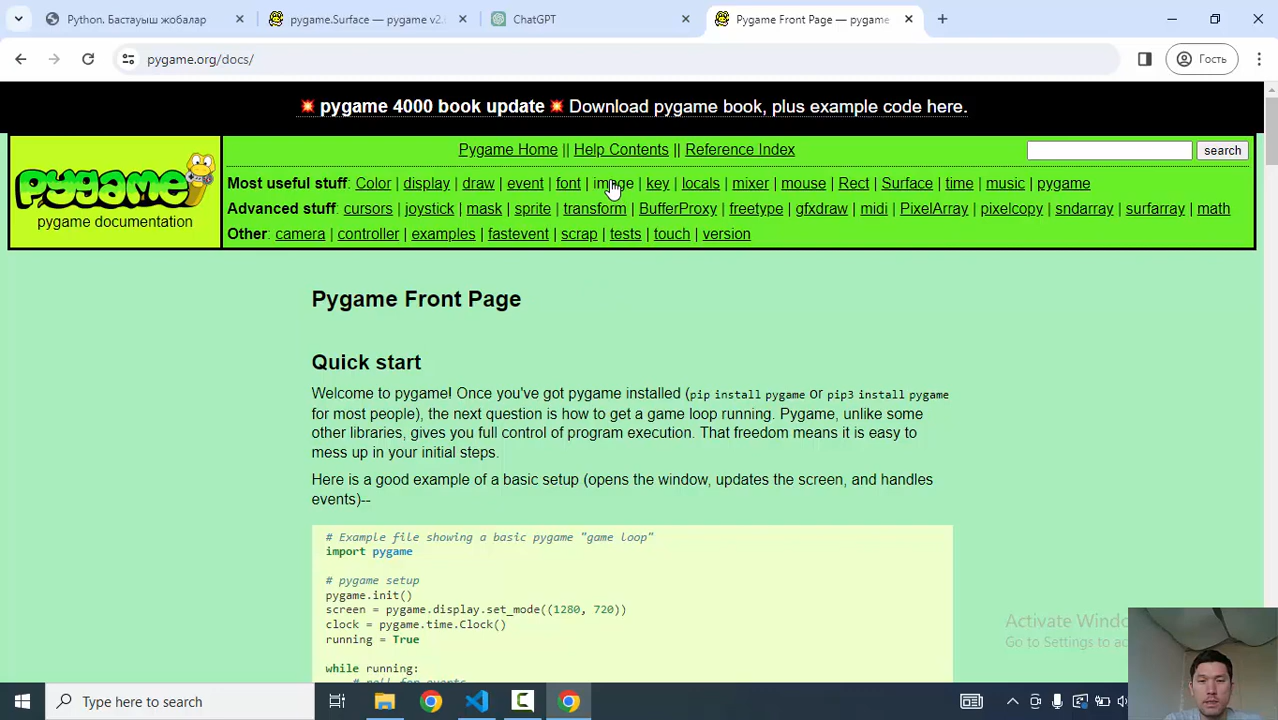 Python. Бастауыш жобалар
pygame.Surface — pygame v2.
ChatGPT
Pygame Front Page — pygame
pygame.org/docs/
Гость
pygame 4000 book update Download pygame book, plus example code here.
pygame
pygame documentation
Pygame Home || Help Contents || Reference Index
search
Most useful stuff: Color | display | draw | event | font | image | key | locals | mixer | mouse | Rect | Surface | time | music | pygame
Advanced stuff: cursors | joystick | mask | sprite | transform | BufferProxy | freetype | gfxdraw | midi | PixelArray | pixelcopy | sndarray | surfarray | math
Other: camera | controller | examples | fastevent | scrap | tests | touch | version
Pygame Front Page
Quick start
Welcome to pygame! Once you've got pygame installed (pip install pygame or pip3 install pygame
for most people), the next question is how to get a game loop running. Pygame, unlike some
other libraries, gives you full control of program execution. That freedom means it is easy to
mess up in your initial steps.
Here is a good example of a basic setup (opens the window, updates the screen, and handles
events)--
# Example file showing a basic pygame "game loop"
import pygame
# pygame setup
pygame.init()
screen = pygame.display.set_mode((1280, 720))
clock = pygame.time.Clock()
running = True
while running:
Activate Windo
Go to Settings to ac
Type here to search